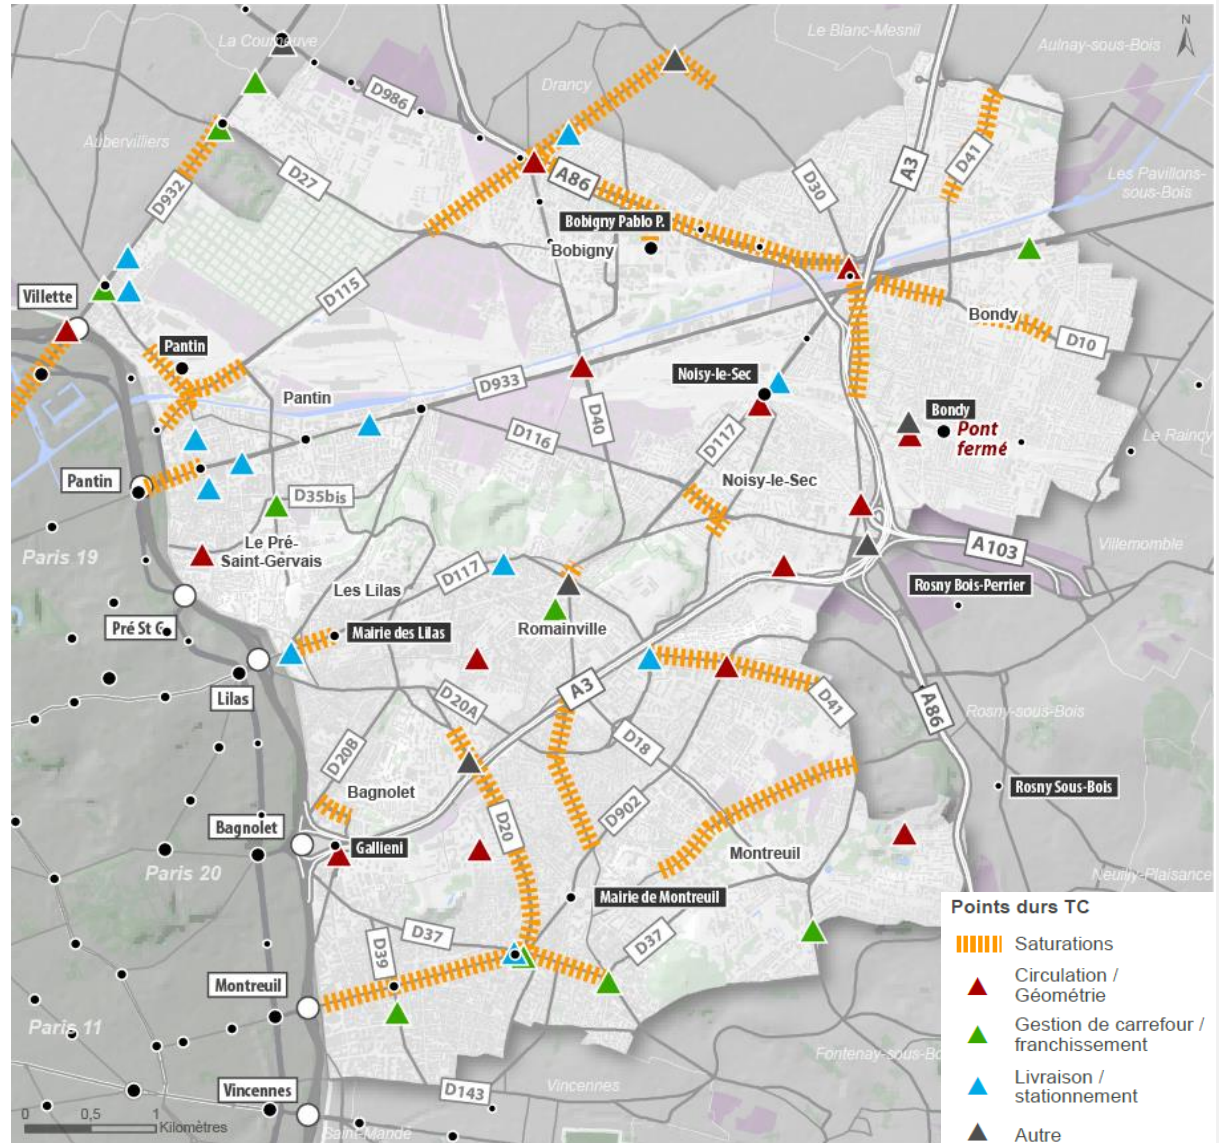 N
La Courneuve
Le Blanc-Mesnil
Aulnay-sous-Bois
Drancy
D986
Aubervilliers
D27
D932
A86
D30
A3
D41
Les Pavillons-
sous-Bois
Bobigny Pablo P.
Bobigny
Villette
D115
Bondy
D10
Pantin
Pantin
D933
D40
Noisy-le-Sec
D116
D117
Bondy
Pont
fermé
Le Raincy
Pantin
Noisy-le-Sec
D35bis
Paris 19
Le Pré-
Saint-Gervais
A103
Villemomble
D117
Les Lilas
Rosny Bois-Perrier
Pré St G.
Mairie des Lilas
Romainville
Lilas
D20A
A3
D41
A86
Rosny-sous-Bois
D20B
D18
Bagnolet
Rosny Sous-Bois
Bagnolet
D20
D902
Gallieni
Montreuil
Paris 20
Neuilly-Plaisance
Mairie de Montreuil
D37
D39
D37
Montreuil
Paris 11
Fontenay-sous-Bo
Vincennes
D143
Vincennes
0 0,5 1
Kilomètres
Saint-Mandé
Points durs TC
Saturations
Circulation /
Géométrie
Gestion de carrefour /
franchissement
Livraison /
stationnement
Autre